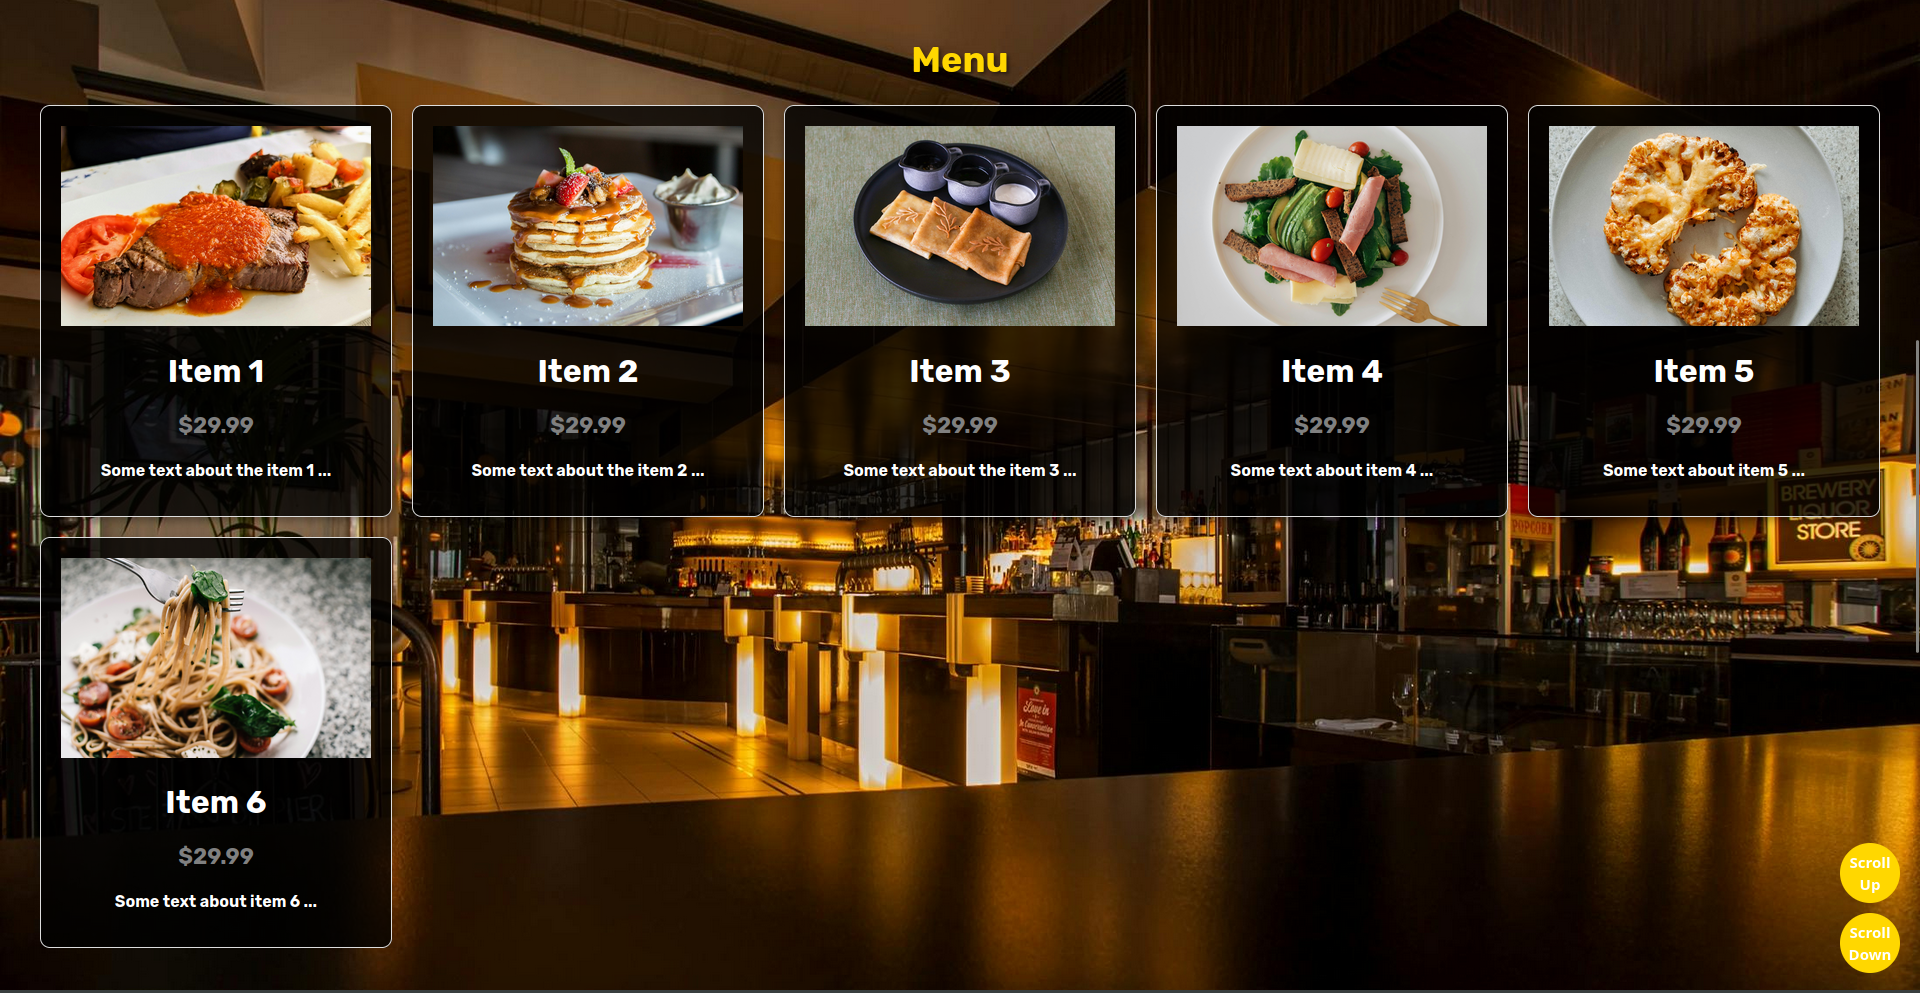 Menu
Item 1
$29.99
Some text about the item 1 ...
Item 2
$29.99
Some text about the item 2 ...
Item 3
$29.99
Some text about the item 3 ...
Item 4
$29.99
Some text about item 4 ...
Item 5
$29.99
Some text about item 5 ...
BREWERY
LIQUOR
STORE
POPCORN
Love in
Item 6
$29.99
Some text about item 6 ...
Scroll
Up
Scroll
Down